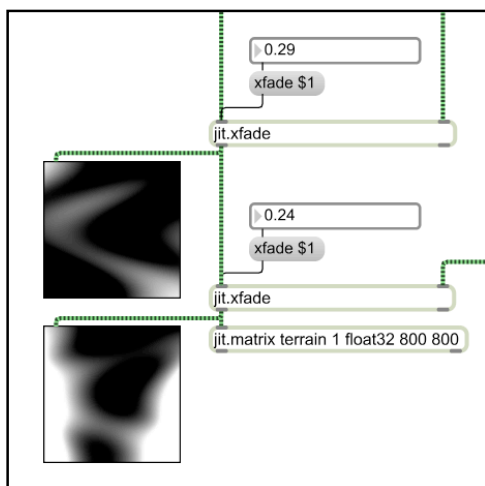 0.29
xfade $1
jit.xfade
0.24
xfade $1
jit.xfade
jit.matrix terrain 1 float32 800 800